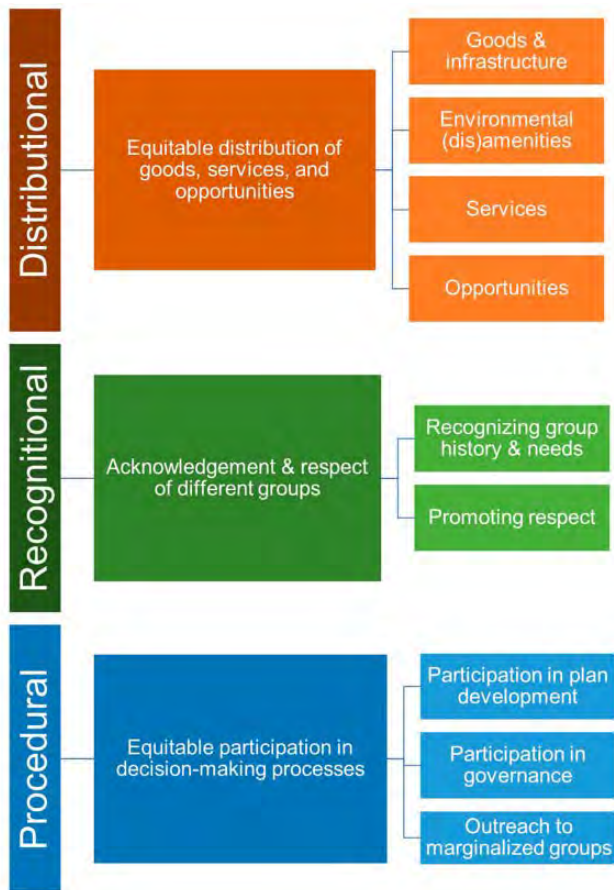 Distributional
Equitable distribution of
goods, services, and
opportunities
Goods &
infrastructure
Environmental
(dis)amenities
Services
Opportunities
Recognitional
Acknowledgement & respect
of different groups
Recognizing group
history & needs
Promoting respect
Procedural
Equitable participation in
decision-making processes
Participation in plan
development
Participation in
governance
Outreach to
marginalized groups